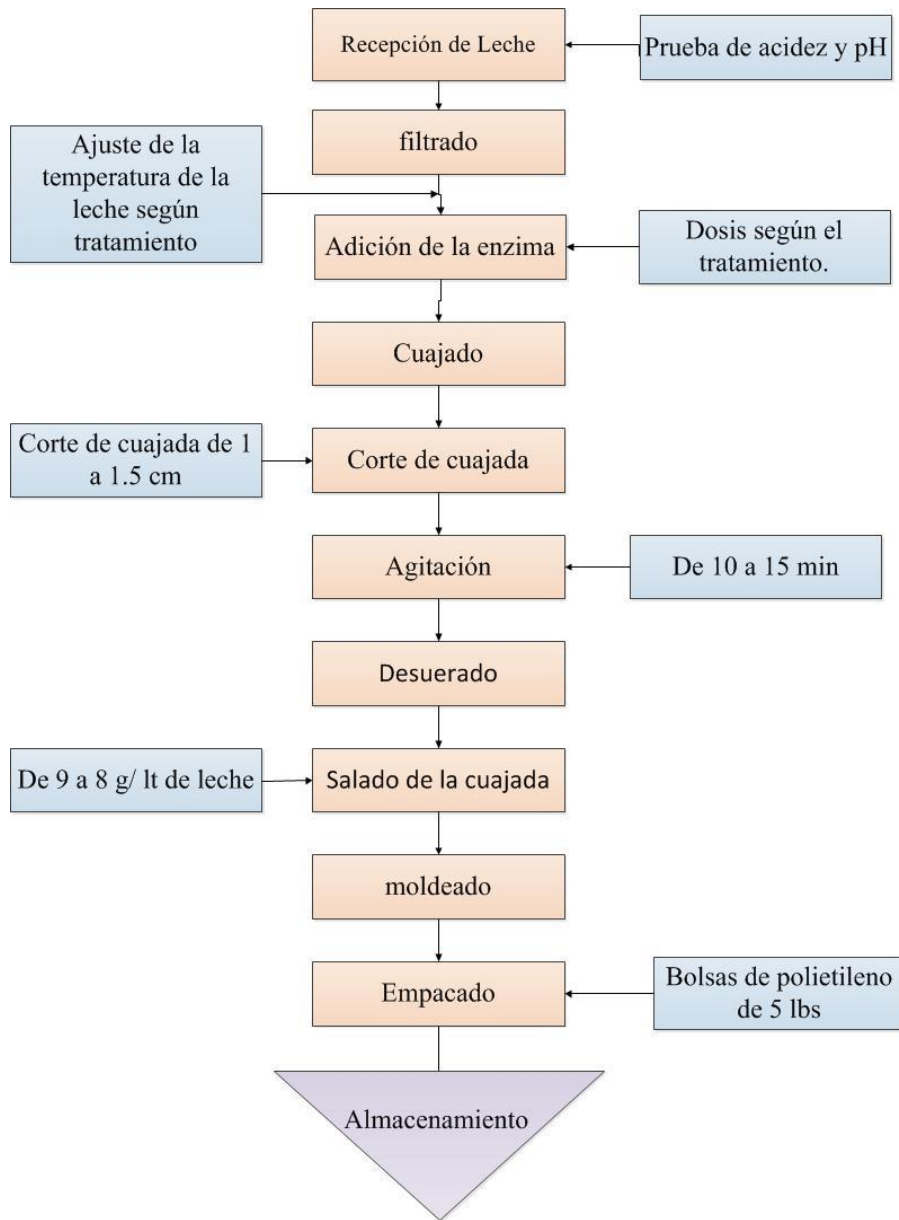 Recepción de Leche
Prueba de acidez y pH
filtrado
Ajuste de la
temperatura de la
leche según
tratamiento
Adición de la enzima
Dosis según el
tratamiento.
Cuajado
Corte de cuajada de 1
a 1.5 cm
Corte de cuajada
Agitación
De 10 a 15 min
Desuerado
De 9 a 8 g/ lt de leche
Salado de la cuajada
moldeado
Empacado
Bolsas de polietileno
de 5 lbs
Almacenamiento